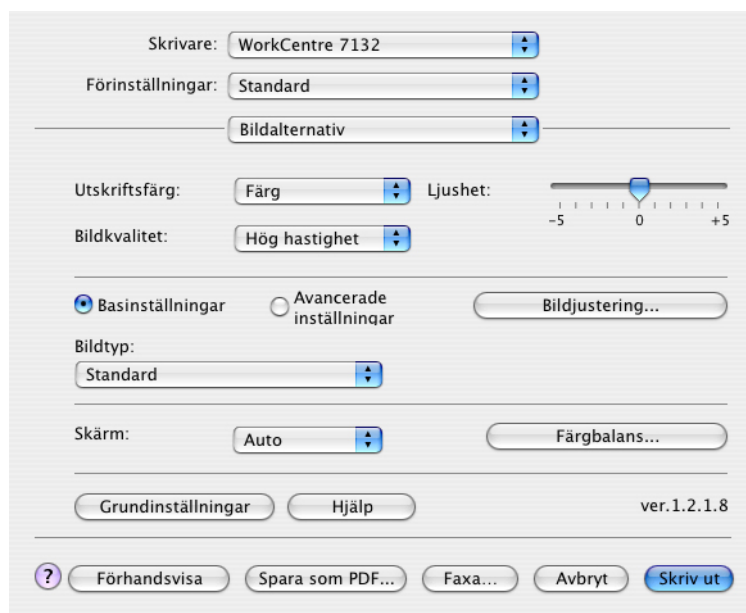 Skrivare: WorkCentre 7132
Förinställningar: Standard
Bildalternativ
Utskriftsfärg: Färg Ljushet:
-5 0 +5
Bildkvalitet: Hög hastighet
Basinställningar Avancerade inställningar Bildjustering...
Bildtyp:
Standard
Skärm: Auto Färgbalans...
Grundinställningar Hjälp ver.1.2.1.8
? Förhandsvisa Spara som PDF... Faxa... Avbryt Skriv ut